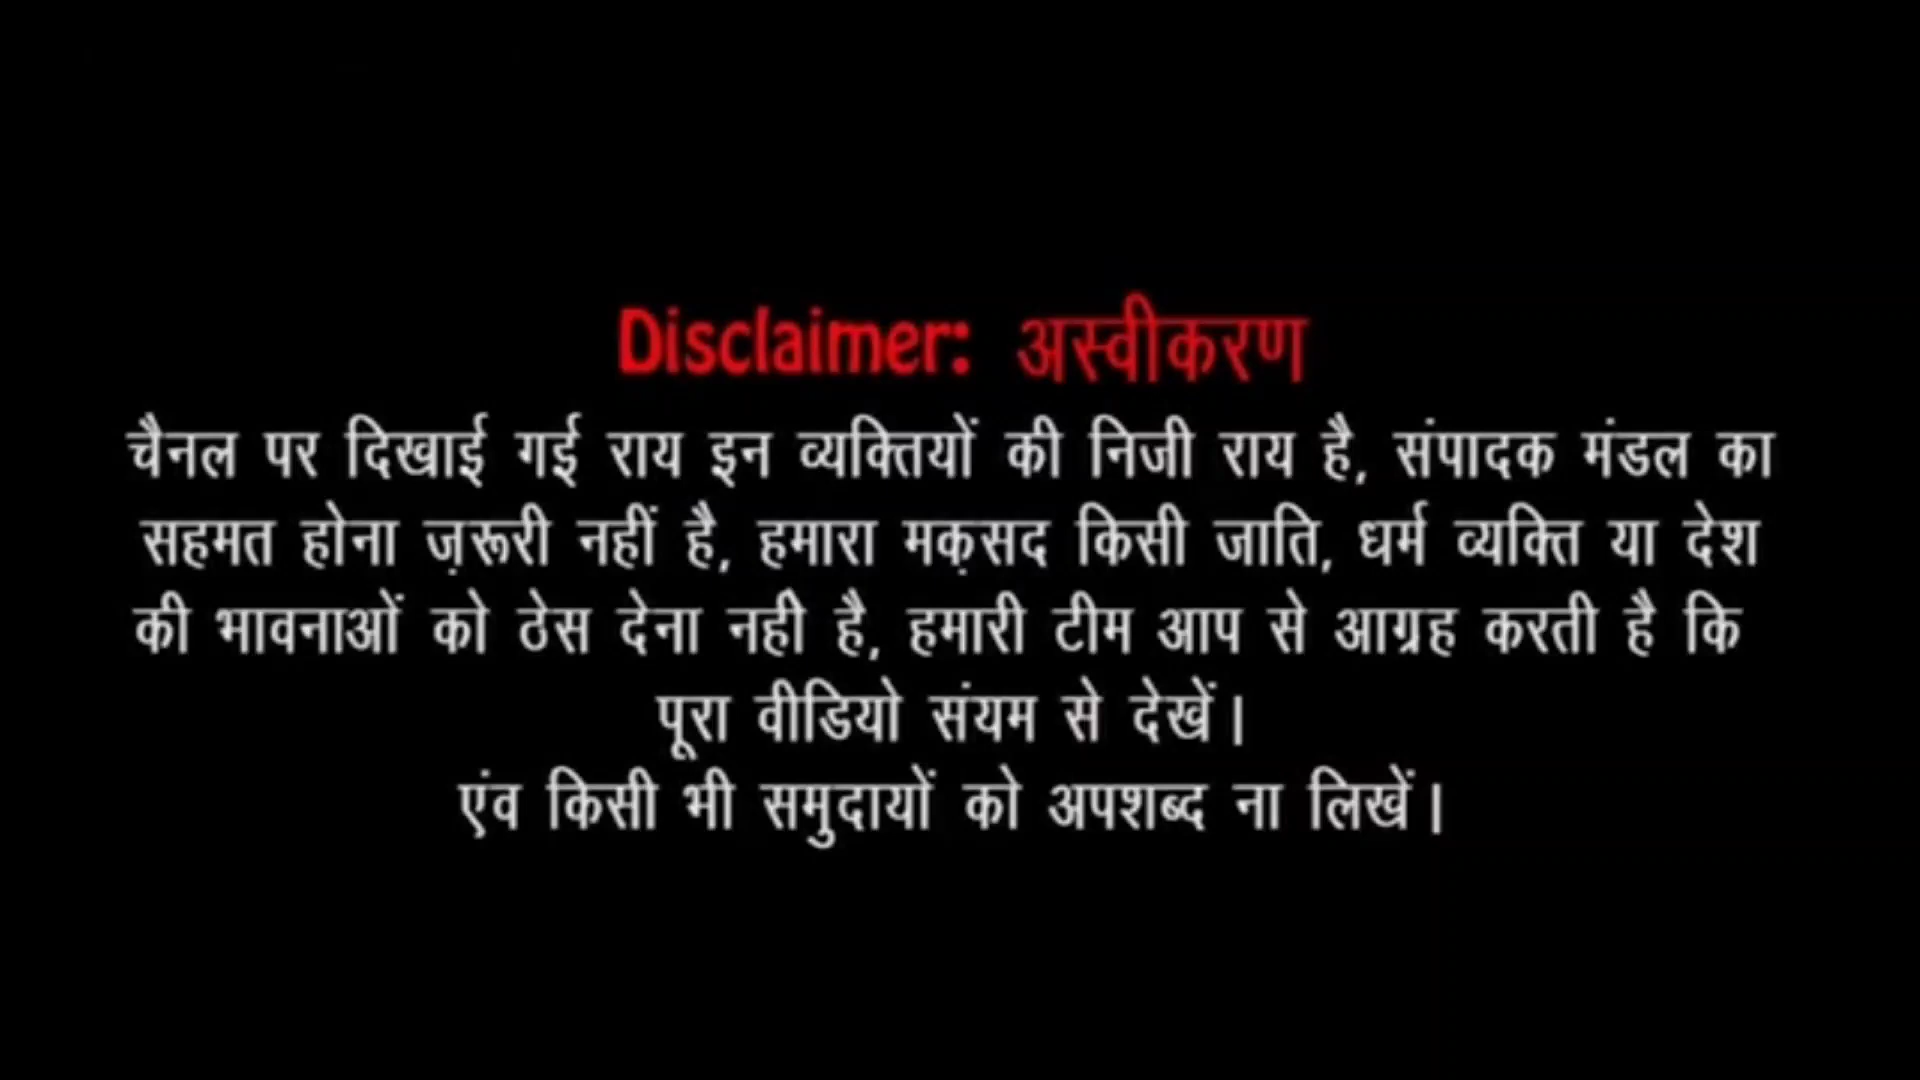 Disclaimer: अस्वीकरण
चैनल पर दिखाई गई राय इन व्यक्तियों की निजी राय है, संपादक मंडल का
सहमत होना ज़रूरी नहीं है, हमारा मक़सद किसी जाति, धर्म व्यक्ति या देश
की भावनाओं को ठेस देना नही है, हमारी टीम आप से आग्रह करती है कि
पूरा वीडियो संयम से देखें।
एंव किसी भी समुदायों को अपशब्द ना लिखें।